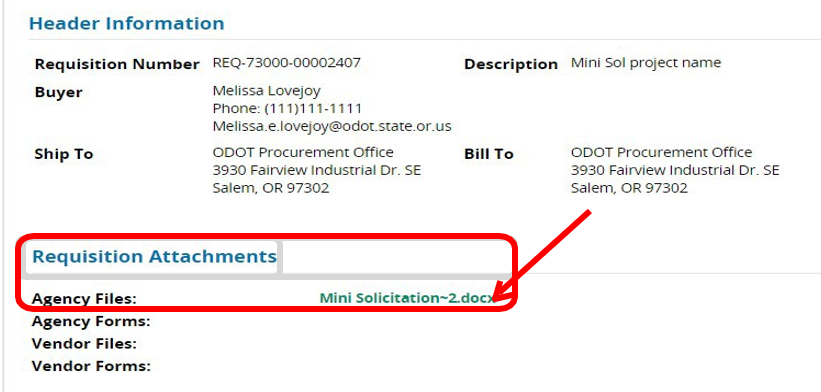 Header Information
Requisition Number REQ-73000-00002407 Description Mini Sol project name
Buyer Melissa Lovejoy
Phone: (111)111-1111
Melissa.e.lovejoy@odot.state.or.us
Ship To ODOT Procurement Office Bill To ODOT Procurement Office
3930 Fairview Industrial Dr. SE 3930 Fairview Industrial Dr. SE
Salem, OR 97302 Salem, OR 97302
Requisition Attachments
Agency Files: Mini Solicitation~2.docx
Agency Forms:
Vendor Files:
Vendor Forms: